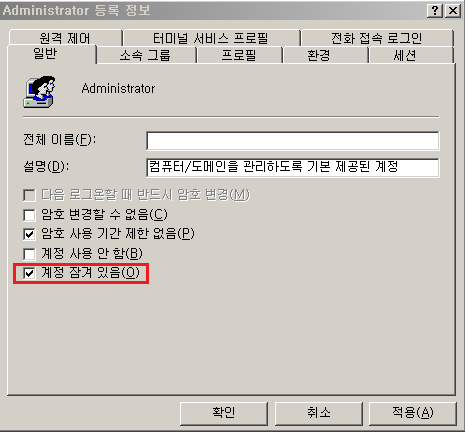 Administrator 등록 정보
원격 제어 터미널 서비스 프로필 전화 접속 로그인
일반 소속 그룹 프로필 환경 세션
Administrator
전체 이름(F):
설명(D): 컴퓨터/도메인을 관리하도록 기본 제공된 계정
다음 로그온할 때 반드시 암호 변경(M)
암호 변경할 수 없음(C)
암호 사용 기간 제한 없음(P)
계정 사용 안 함(B)
계정 잠겨 있음(O)
확인 취소 적용(A)